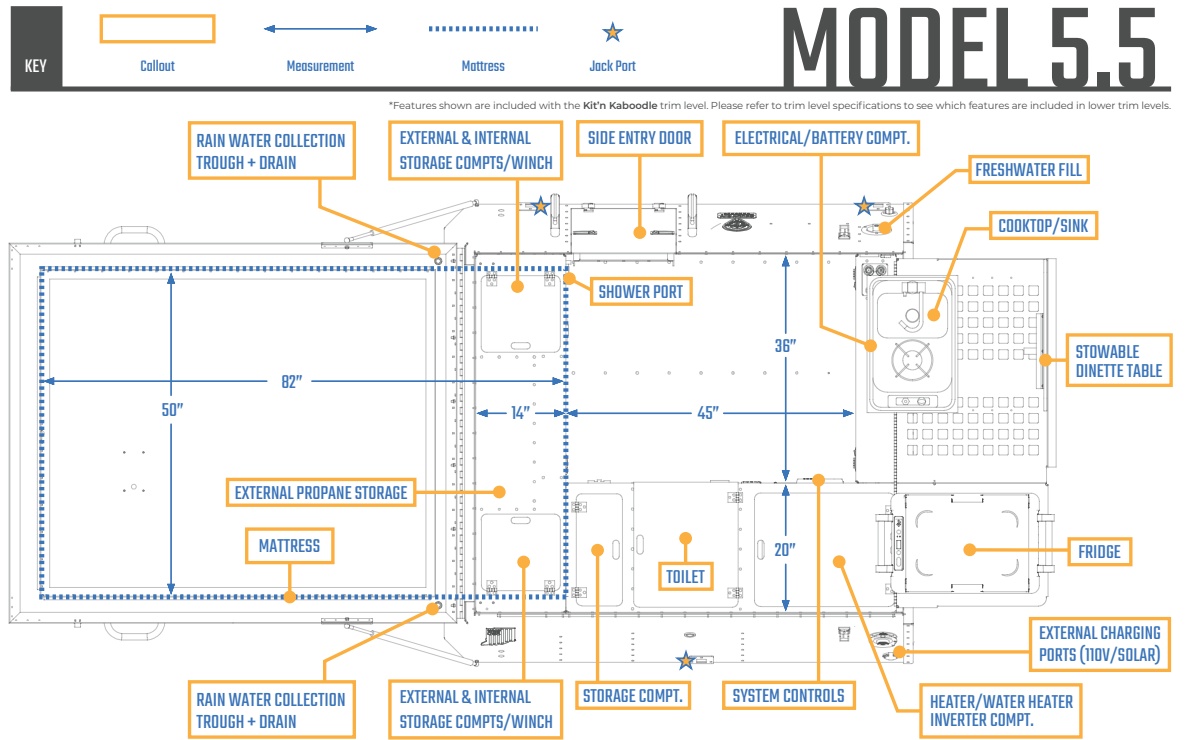 KEY
Callout
Measurement
Mattress
Jack Port
MODEL 5.5
*Features shown are included with the Kit'n Kaboodle trim level. Please refer to trim level specifications to see which features are included in lower trim levels.
RAIN WATER COLLECTION
TROUGH + DRAIN
EXTERNAL & INTERNAL
STORAGE COMPTS/WINCH
SIDE ENTRY DOOR
ELECTRICAL/BATTERY COMPT.
FRESHWATER FILL
COOKTOP/SINK
SHOWER PORT
STOWABLE
DINETTE TABLE
36”
82”
50”
14”
45”
EXTERNAL PROPANE STORAGE
MATTRESS
20”
TOILET
FRIDGE
EXTERNAL CHARGING
PORTS (110V/SOLAR)
RAIN WATER COLLECTION
TROUGH + DRAIN
EXTERNAL & INTERNAL
STORAGE COMPTS/WINCH
STORAGE COMPT.
SYSTEM CONTROLS
HEATER/WATER HEATER
INVERTER COMPT.